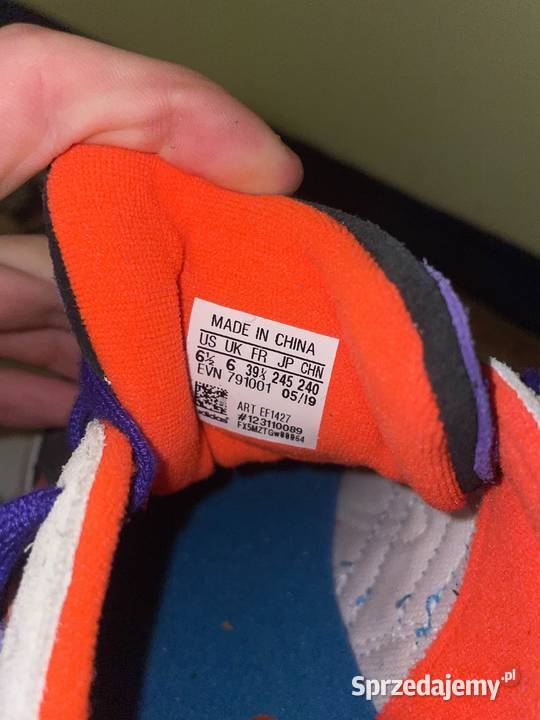 MADE IN CHINA
US UK FR JP CHN
6½ 6 39⅓ 245 240
EVN 791001 05/19
ART EF1427
#123110089
adidas
Sprzedajemy.pl